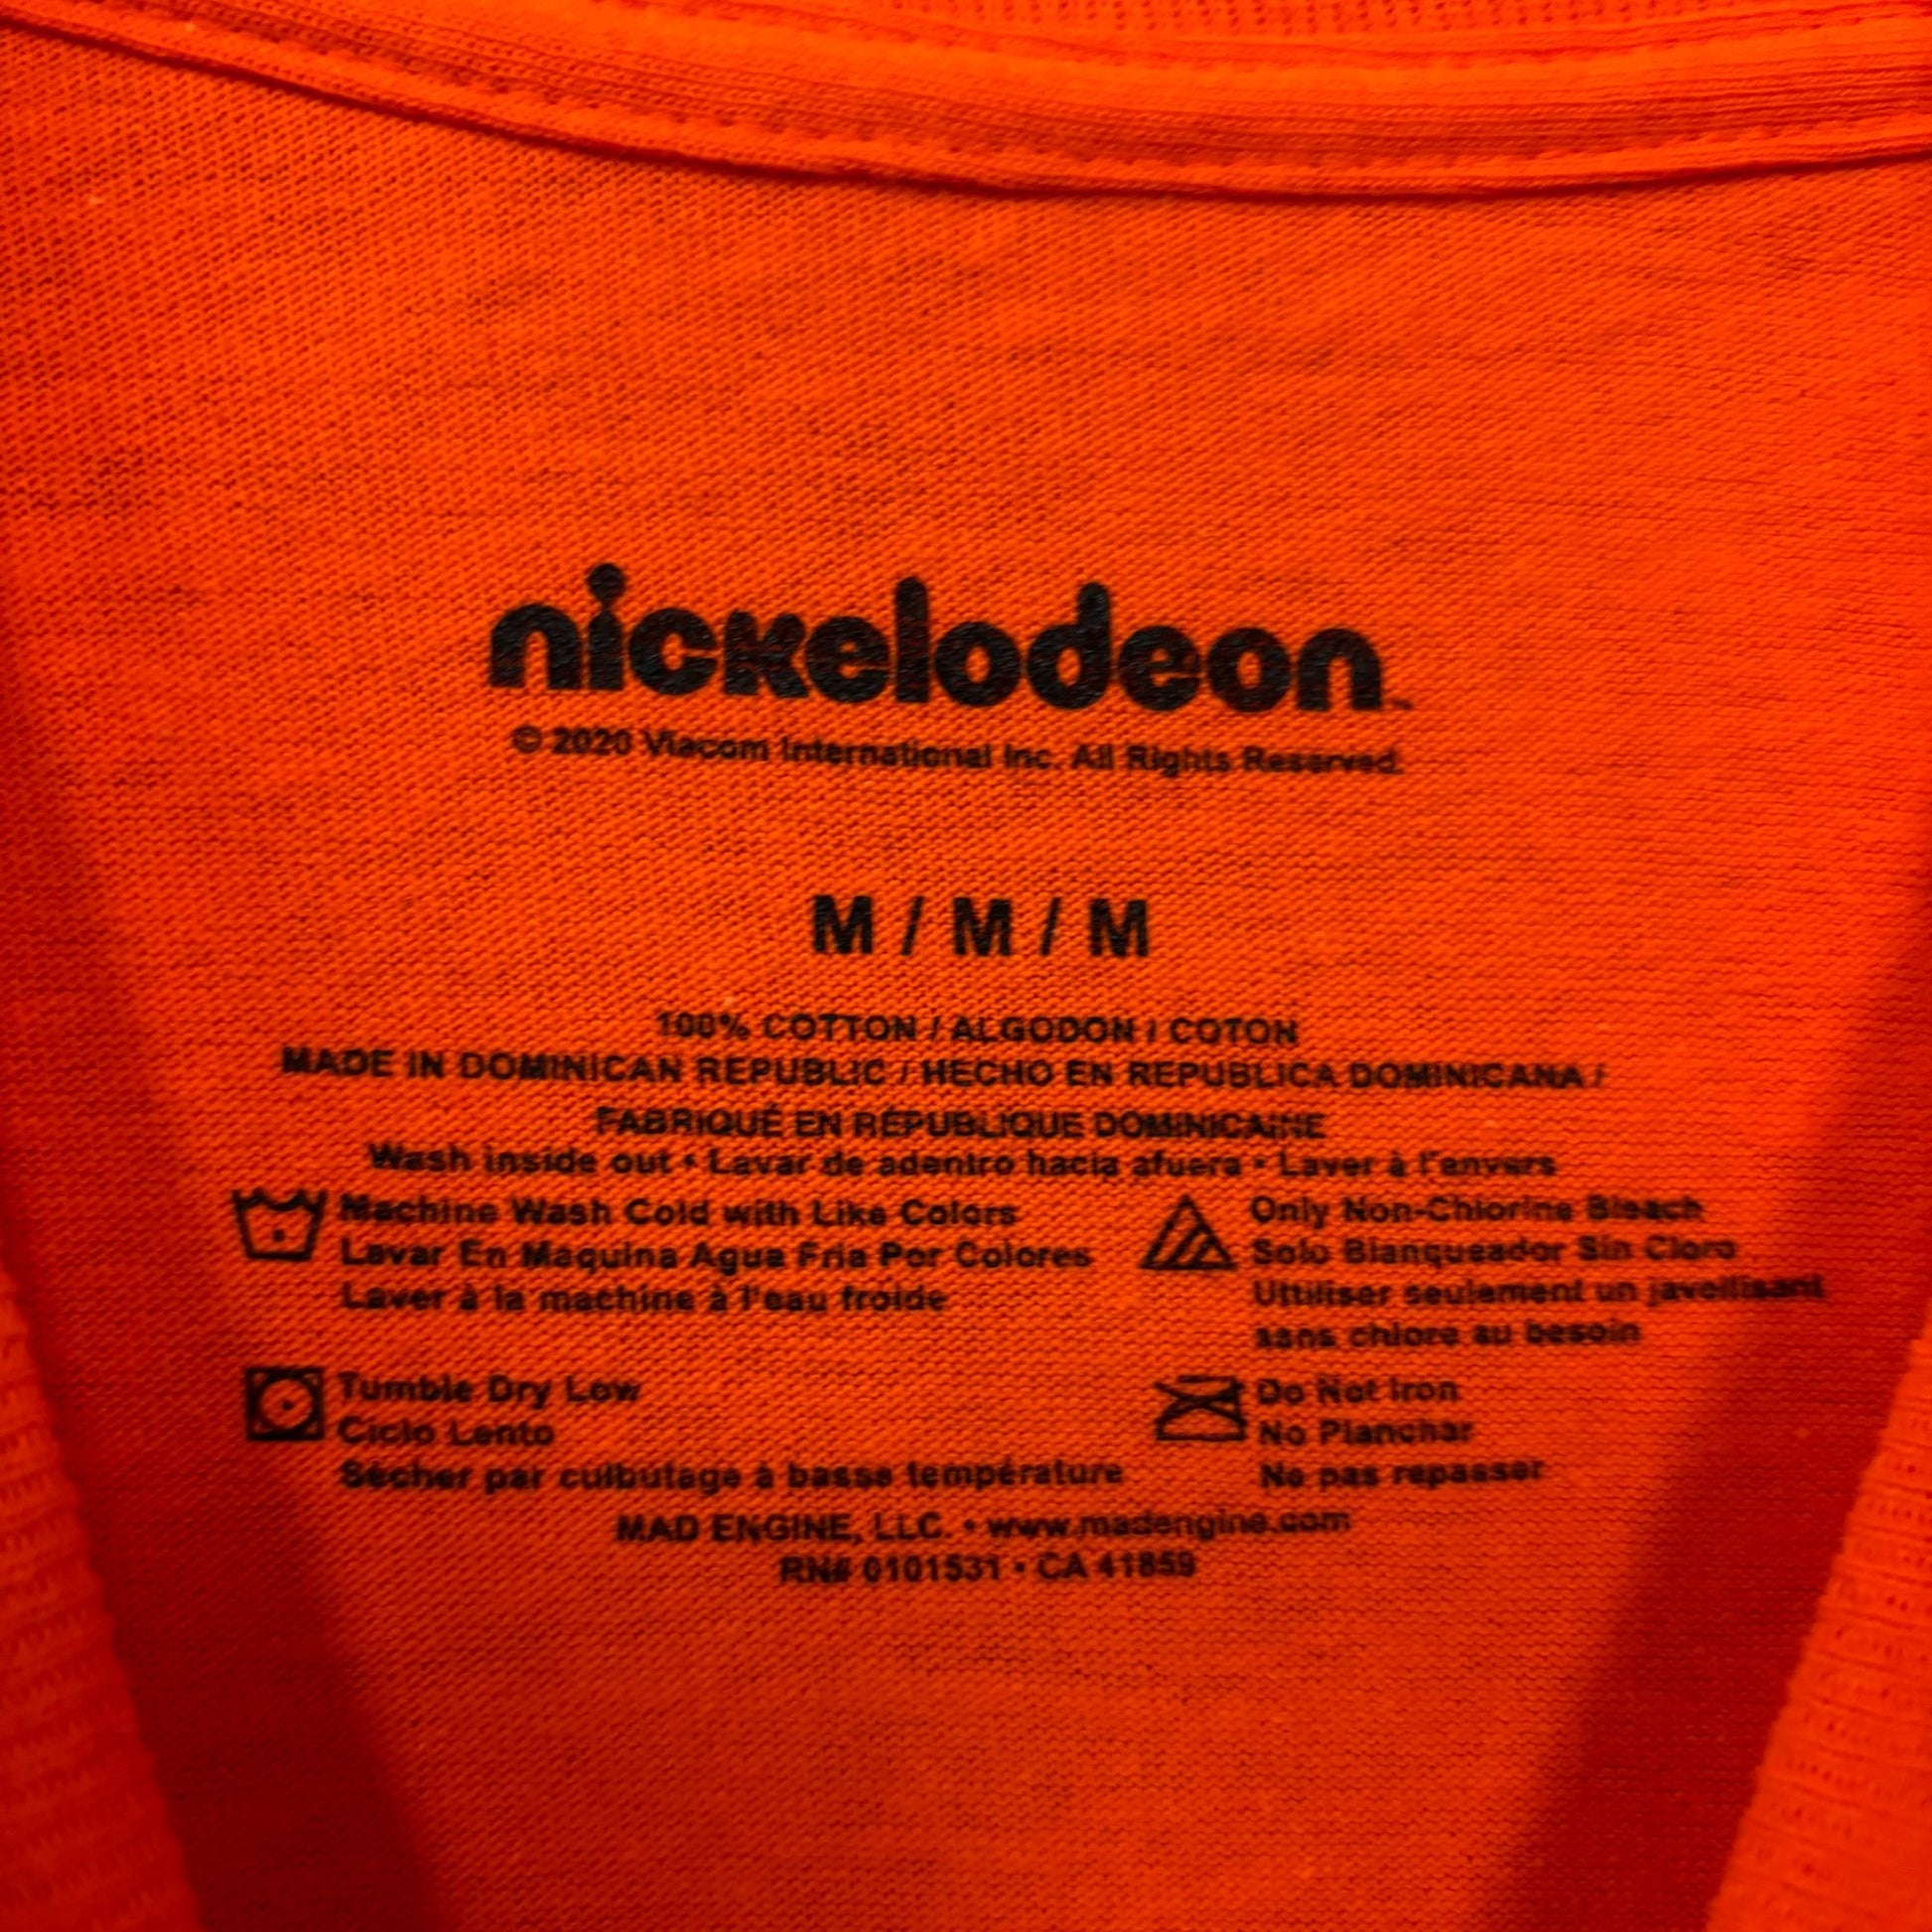 nickelodeon™
© 2020 Viacom International Inc. All Rights Reserved.
M / M / M
100% COTTON / ALGODON / COTON
MADE IN DOMINICAN REPUBLIC / HECHO EN REPUBLICA DOMINICANA /
FABRIQUÉ EN RÉPUBLIQUE DOMINICAINE
Wash inside out • Lavar de adentro hacia afuera • Laver à l'envers
Machine Wash Cold with Like Colors
Lavar En Maquina Agua Fria Por Colores
Laver à la machine à l'eau froide
Only Non-Chlorine Bleach
Solo Blanqueador Sin Cloro
Uttiliser seulement un javellisant
sans chlore au besoin
Tumble Dry Low
Ciclo Lento
Sécher par culbutage à basse température
Do Not Iron
No Planchar
Ne pas repasser
MAD ENGINE, LLC. • www.madengine.com
RN# 0101531 • CA 41859